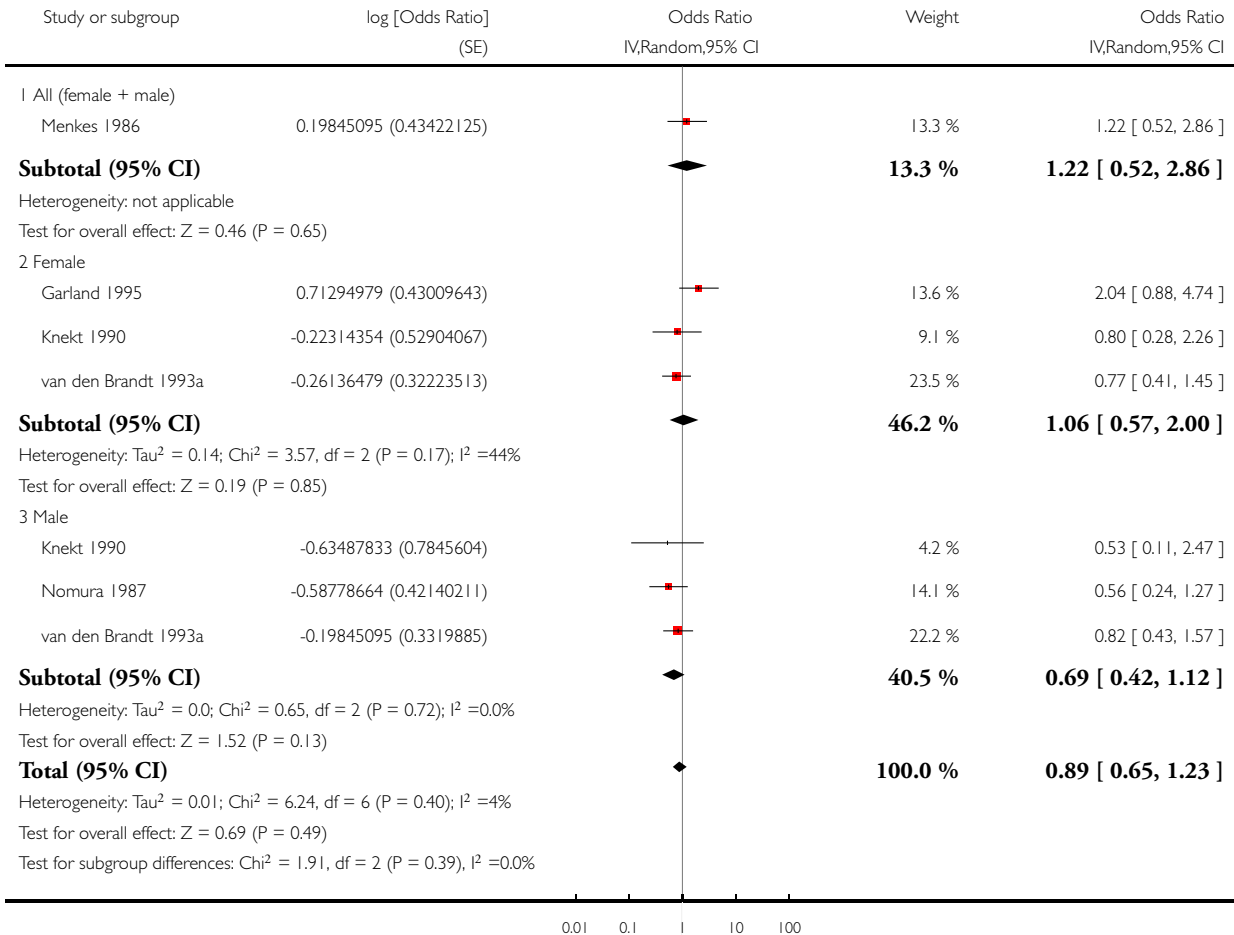 Study or subgroup log [Odds Ratio] Odds Ratio Weight Odds Ratio
(SE) IV,Random,95% CI IV,Random,95% CI
1 All (female + male)
Menkes 1986 0.19845095 (0.43422125) 13.3 % 1.22 [ 0.52, 2.86 ]
Subtotal (95% CI) 13.3 % 1.22 [ 0.52, 2.86 ]
Heterogeneity: not applicable
Test for overall effect: Z = 0.46 (P = 0.65)
2 Female
Garland 1995 0.71294979 (0.43009643) 13.6 % 2.04 [ 0.88, 4.74 ]
Knekt 1990 -0.22314354 (0.52904067) 9.1 % 0.80 [ 0.28, 2.26 ]
van den Brandt 1993a -0.26136479 (0.32223513) 23.5 % 0.77 [ 0.41, 1.45 ]
Subtotal (95% CI) 46.2 % 1.06 [ 0.57, 2.00 ]
Heterogeneity: Tau² = 0.14; Chi² = 3.57, df = 2 (P = 0.17); I² =44%
Test for overall effect: Z = 0.19 (P = 0.85)
3 Male
Knekt 1990 -0.63487833 (0.7845604) 4.2 % 0.53 [ 0.11, 2.47 ]
Nomura 1987 -0.58778664 (0.42140211) 14.1 % 0.56 [ 0.24, 1.27 ]
van den Brandt 1993a -0.19845095 (0.3319885) 22.2 % 0.82 [ 0.43, 1.57 ]
Subtotal (95% CI) 40.5 % 0.69 [ 0.42, 1.12 ]
Heterogeneity: Tau² = 0.0; Chi² = 0.65, df = 2 (P = 0.72); I² =0.0%
Test for overall effect: Z = 1.52 (P = 0.13)
Total (95% CI) 100.0 % 0.89 [ 0.65, 1.23 ]
Heterogeneity: Tau² = 0.01; Chi² = 6.24, df = 6 (P = 0.40); I² =4%
Test for overall effect: Z = 0.69 (P = 0.49)
Test for subgroup differences: Chi² = 1.91, df = 2 (P = 0.39), I² =0.0%
0.01 0.1 1 10 100